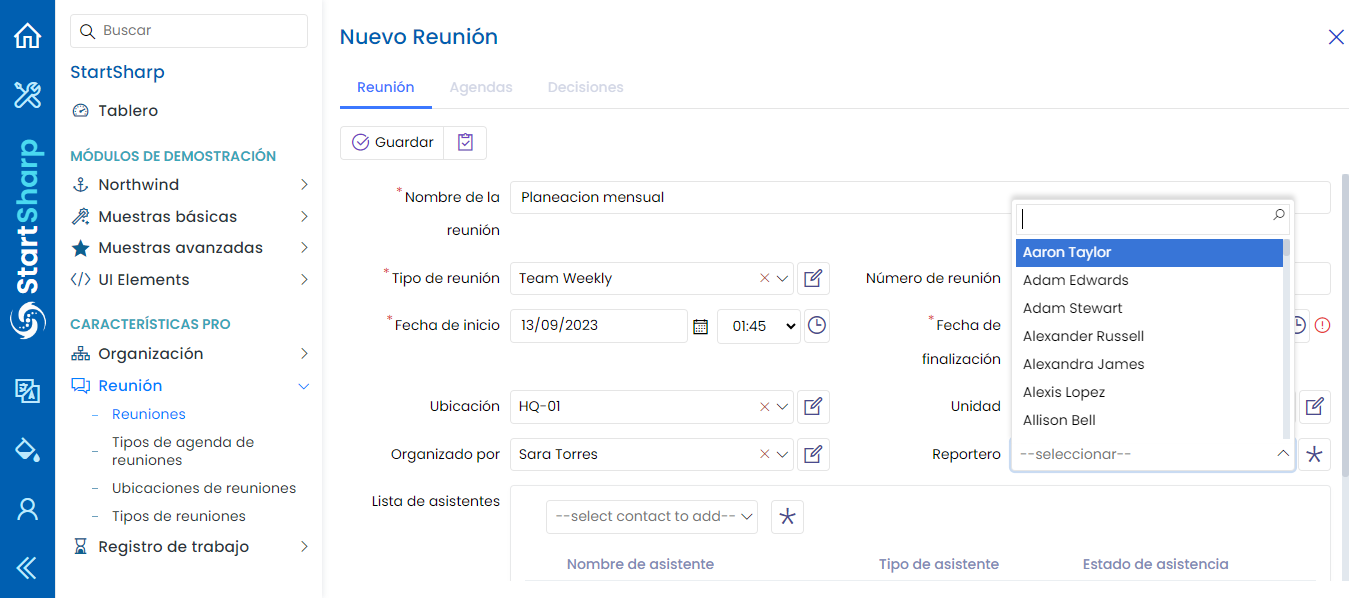 StartSharp
Buscar
StartSharp
Tablero
MÓDULOS DE DEMOSTRACIÓN
Northwind
Muestras básicas
Muestras avanzadas
UI Elements
CARACTERÍSTICAS PRO
Organización
Reunión
Reuniones
Tipos de agenda de
reuniones
Ubicaciones de reuniones
Tipos de reuniones
Registro de trabajo
Nuevo Reunión
Reunión Agendas Decisiones
Guardar
*Nombre de la
reunión
Planeacion mensual
*Tipo de reunión Team Weekly
Número de reunión
*Fecha de inicio 13/09/2023 01:45
*Fecha de
finalización
Ubicación HQ-01
Unidad
Organizado por Sara Torres
Reportero --seleccionar--
Aaron Taylor
Adam Edwards
Adam Stewart
Alexander Russell
Alexandra James
Alexis Lopez
Allison Bell
Lista de asistentes
--select contact to add--
Nombre de asistente Tipo de asistente Estado de asistencia